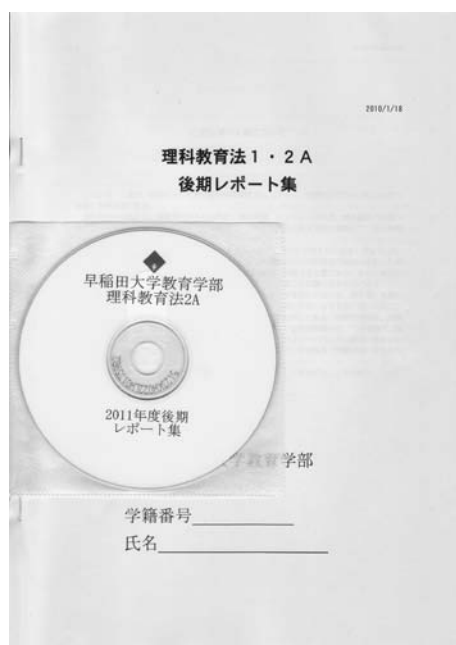 2010/1/18
理科教育法１・２Ａ
後期レポート集
早稲田大学教育学部
理科教育法2A
2011年度後期
レポート集
学教育学部
学籍番号
氏名